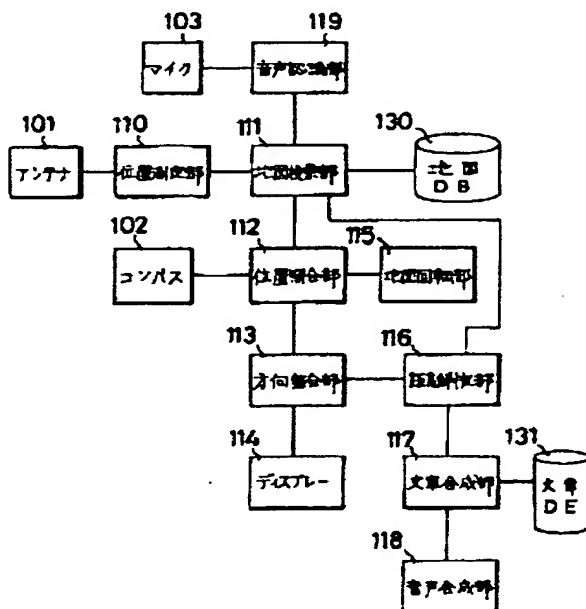 103
119
マイク
音声認識部
101
110
111
130
アンテナ
位置測定部
地図検索部
地図
DB
102
112
115
コンパス
位置照合部
地図回転部
113
116
方向整合部
距離解性部
114
117
131
ディスプレー
文章合成部
文章
DE
118
音声合成部